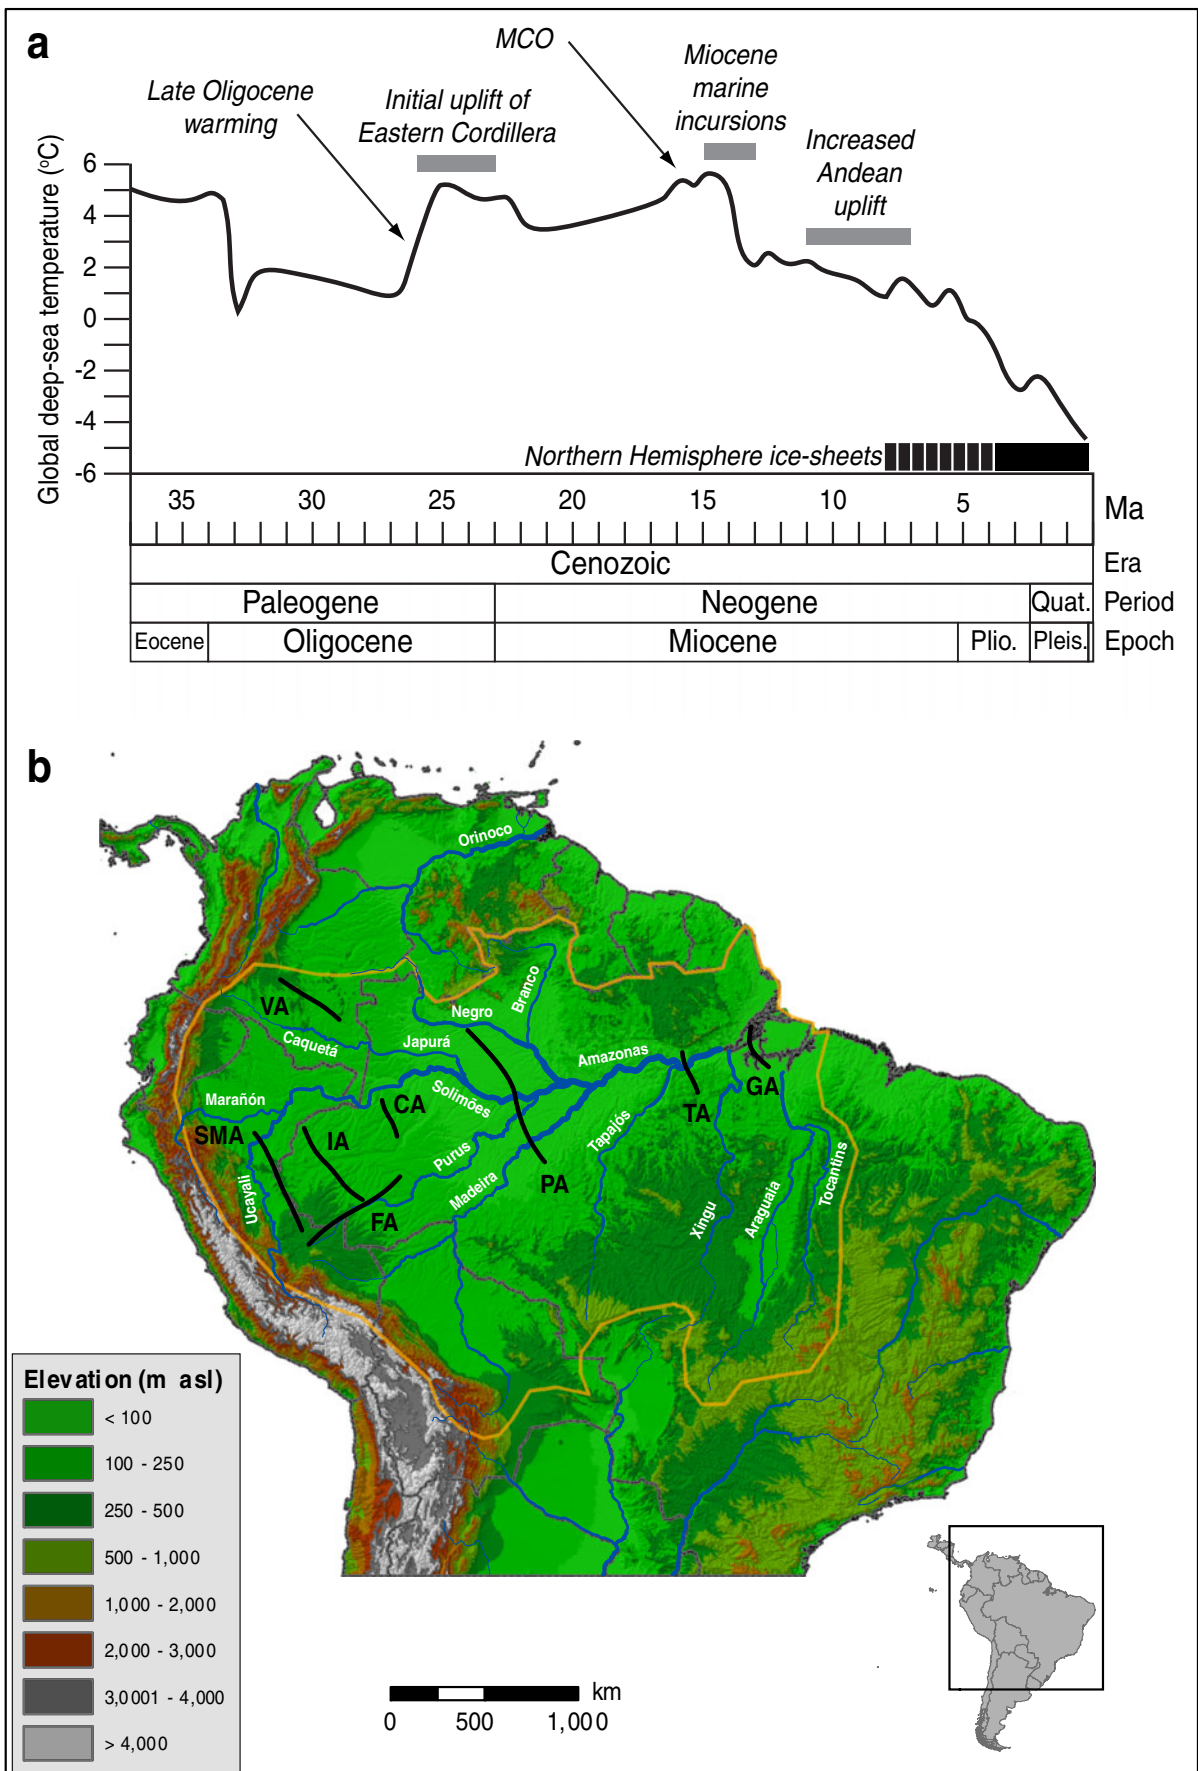 a
MCO
Miocene
marine
incursions
Late Oligocene
warming
Initial uplift of
Eastern Cordillera
Increased
Andean
uplift
Global deep-sea temperature (ºC)
6
4
2
0
-2
-4
-6
Northern Hemisphere ice-sheets
35 30 25 20 15 10 5 Ma
Cenozoic Era
Paleogene Neogene Quat. Period
Eocene Oligocene Miocene Plio. Pleis. Epoch
b
Orinoco
VA
Branco
Negro
Caquetá
Japurá
Amazonas
Marañón
CA
Solimões
GA
TA
SMA
IA
Tapajós
Purus
Madeira
PA
Ucayali
FA
Xingu
Araguaia
Tocantins
Elevation (m asl)
< 100
100 - 250
250 - 500
500 - 1,000
1,000 - 2,000
2,000 - 3,000
3,0001 - 4,000
> 4,000
km
0 500 1,000